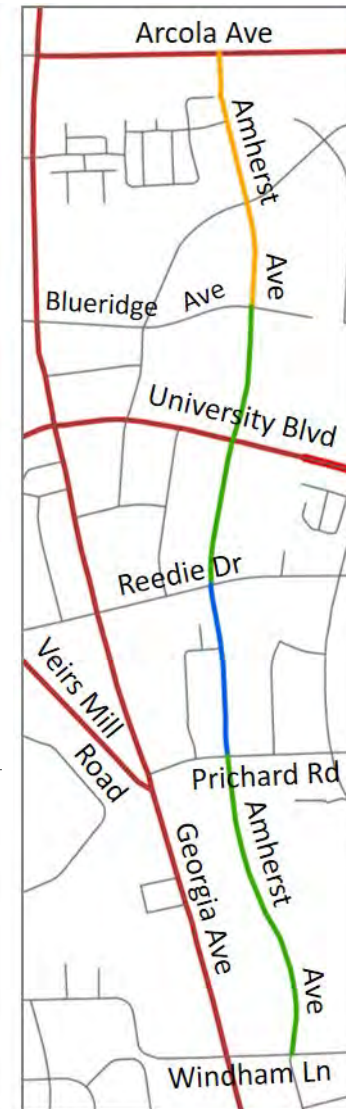 Arcola Ave
Amherst
Ave
Blueridge Ave
University Blvd
Reedie Dr
Veirs Mill
Road
Prichard Rd
Amherst
Georgia Ave
Ave
Windham Ln